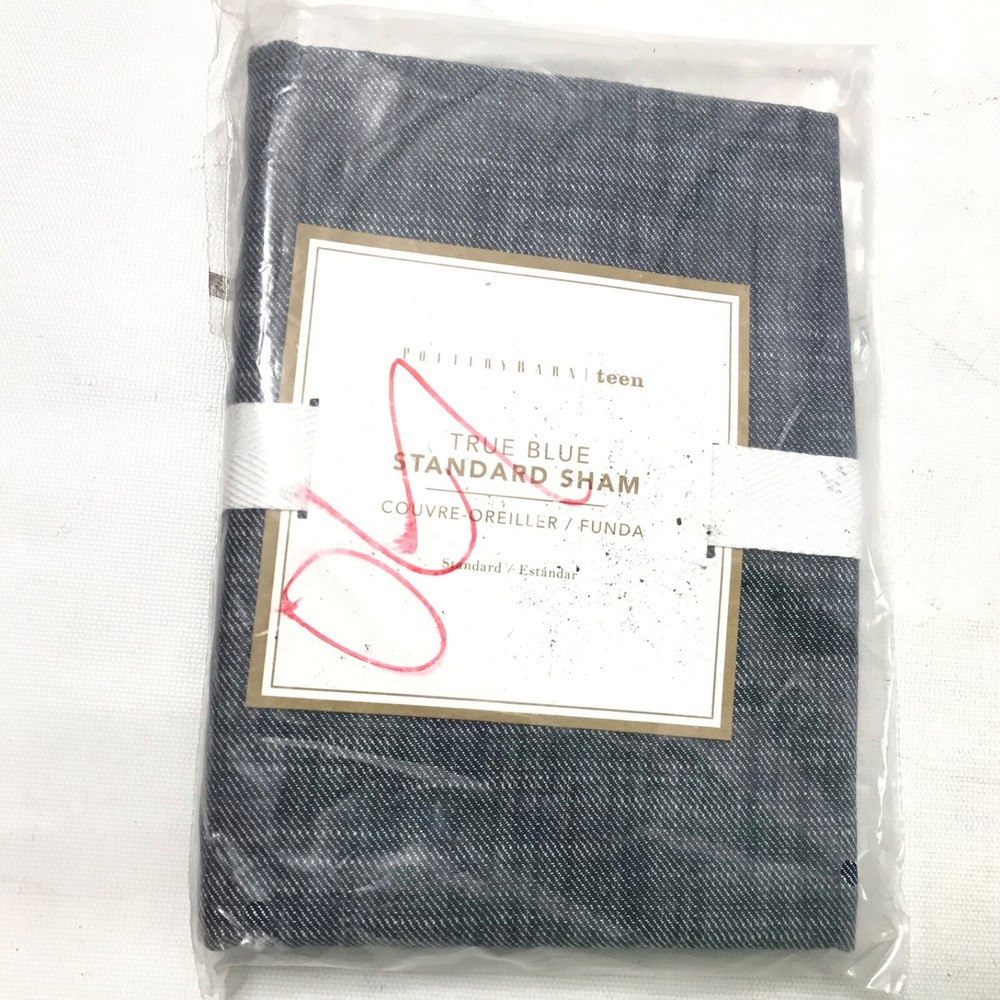 POTTERYBARN | teen
TRUE BLUE
STANDARD SHAM
COUVRE-OREILLER / FUNDA
Standard / Estándar